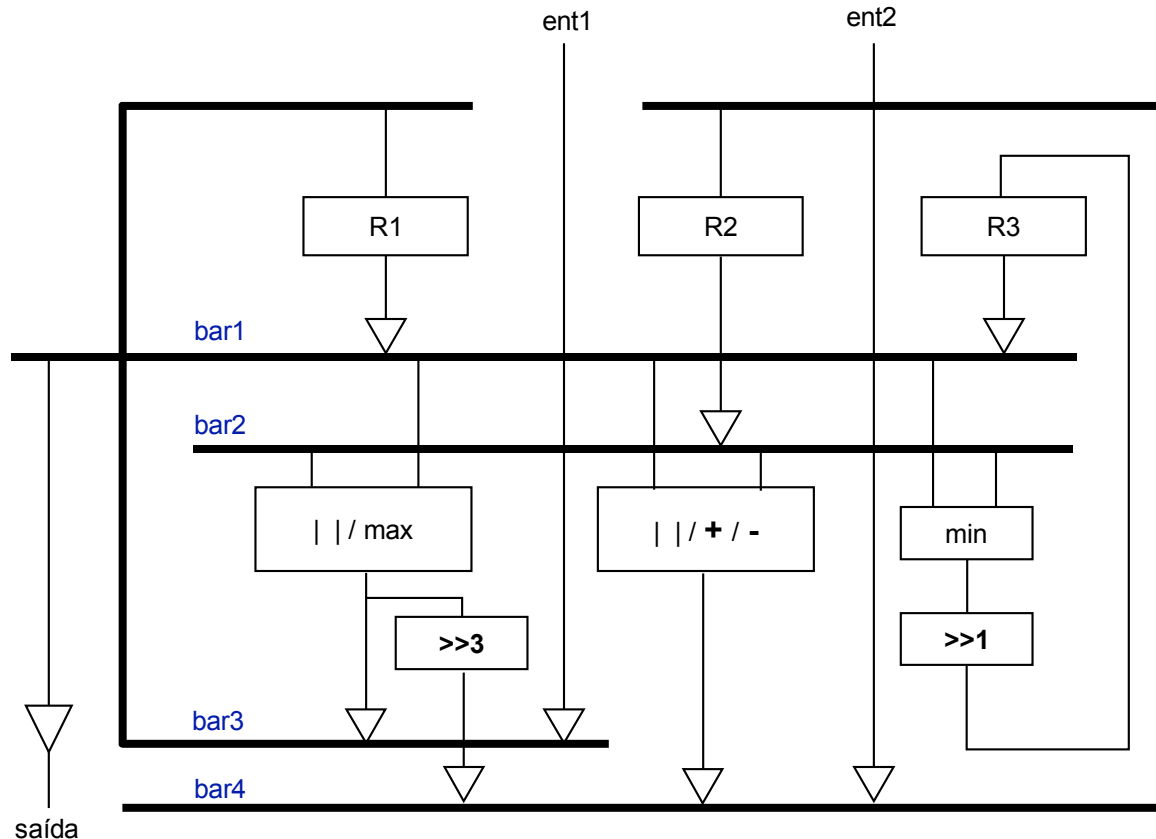 ent1
ent2
R1
R2
R3
bar1
bar2
| | / max
| | / + / -
min
>>3
>>1
bar3
bar4
saída